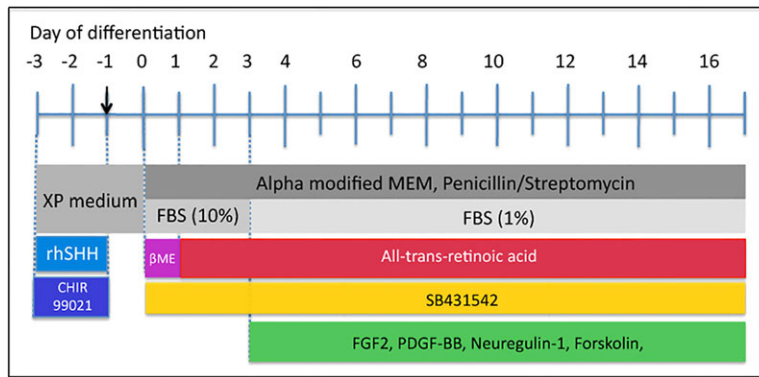 Day of differentiation
-3 -2 -1 0 1 2 3 4 6 8 10 12 14 16
Alpha modified MEM, Penicillin/Streptomycin
XP medium
FBS (10%) FBS (1%)
rhSHH βME All-trans-retinoic acid
CHIR
99021
SB431542
FGF2, PDGF-BB, Neuregulin-1, Forskolin,